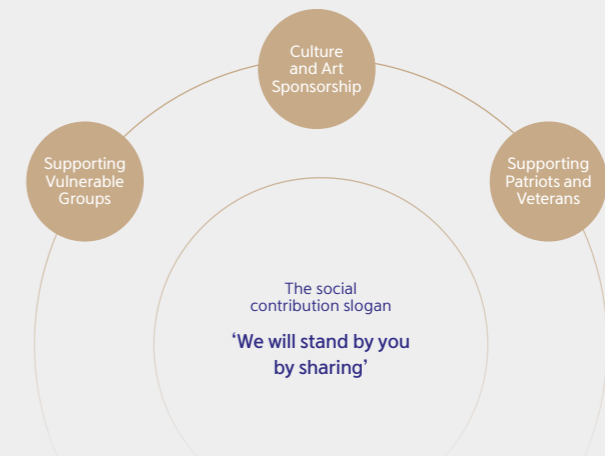 Culture
and Art
Sponsorship
Supporting
Vulnerable
Groups
Supporting
Patriots and
Veterans
The social
contribution slogan
‘We will stand by you
by sharing’